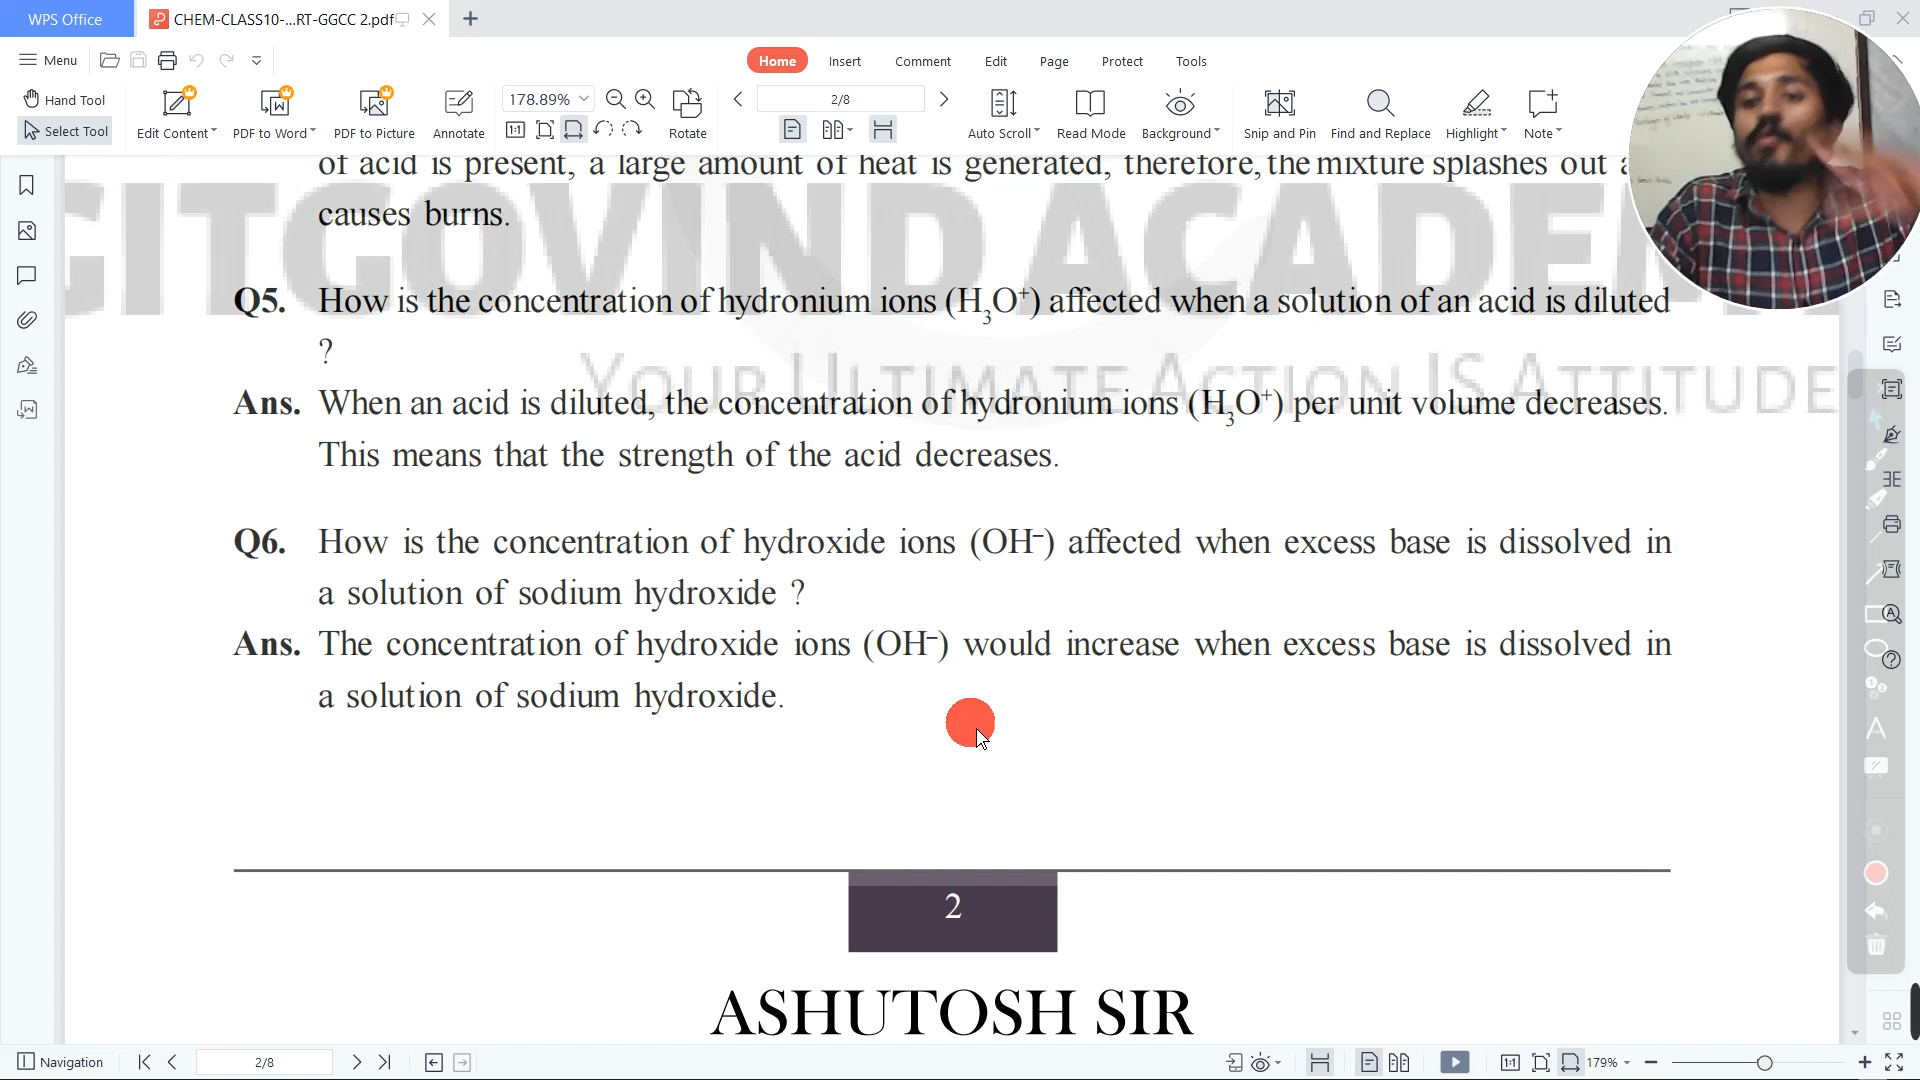 WPS Office
CHEM-CLASS10-...RT-GGCC 2.pdf
Menu
Home Insert Comment Edit Page Protect Tools
Hand Tool
Select Tool
Edit Content
PDF to Word
PDF to Picture
Annotate
178.89%
Rotate
2/8
Auto Scroll
Read Mode
Background
Snip and Pin
Find and Replace
Highlight
Note
of acid is present, a large amount of heat is generated, therefore, the mixture splashes out
causes burns.
GITGOVIND ACADEM
YOUR ULTIMATE ACTION IS ATTITUDE
Q5. How is the concentration of hydronium ions (H₃O⁺) affected when a solution of an acid is diluted
?
Ans. When an acid is diluted, the concentration of hydronium ions (H₃O⁺) per unit volume decreases.
This means that the strength of the acid decreases.
Q6. How is the concentration of hydroxide ions (OH⁻) affected when excess base is dissolved in
a solution of sodium hydroxide ?
Ans. The concentration of hydroxide ions (OH⁻) would increase when excess base is dissolved in
a solution of sodium hydroxide.
2
ASHUTOSH SIR
Navigation
2/8
179%